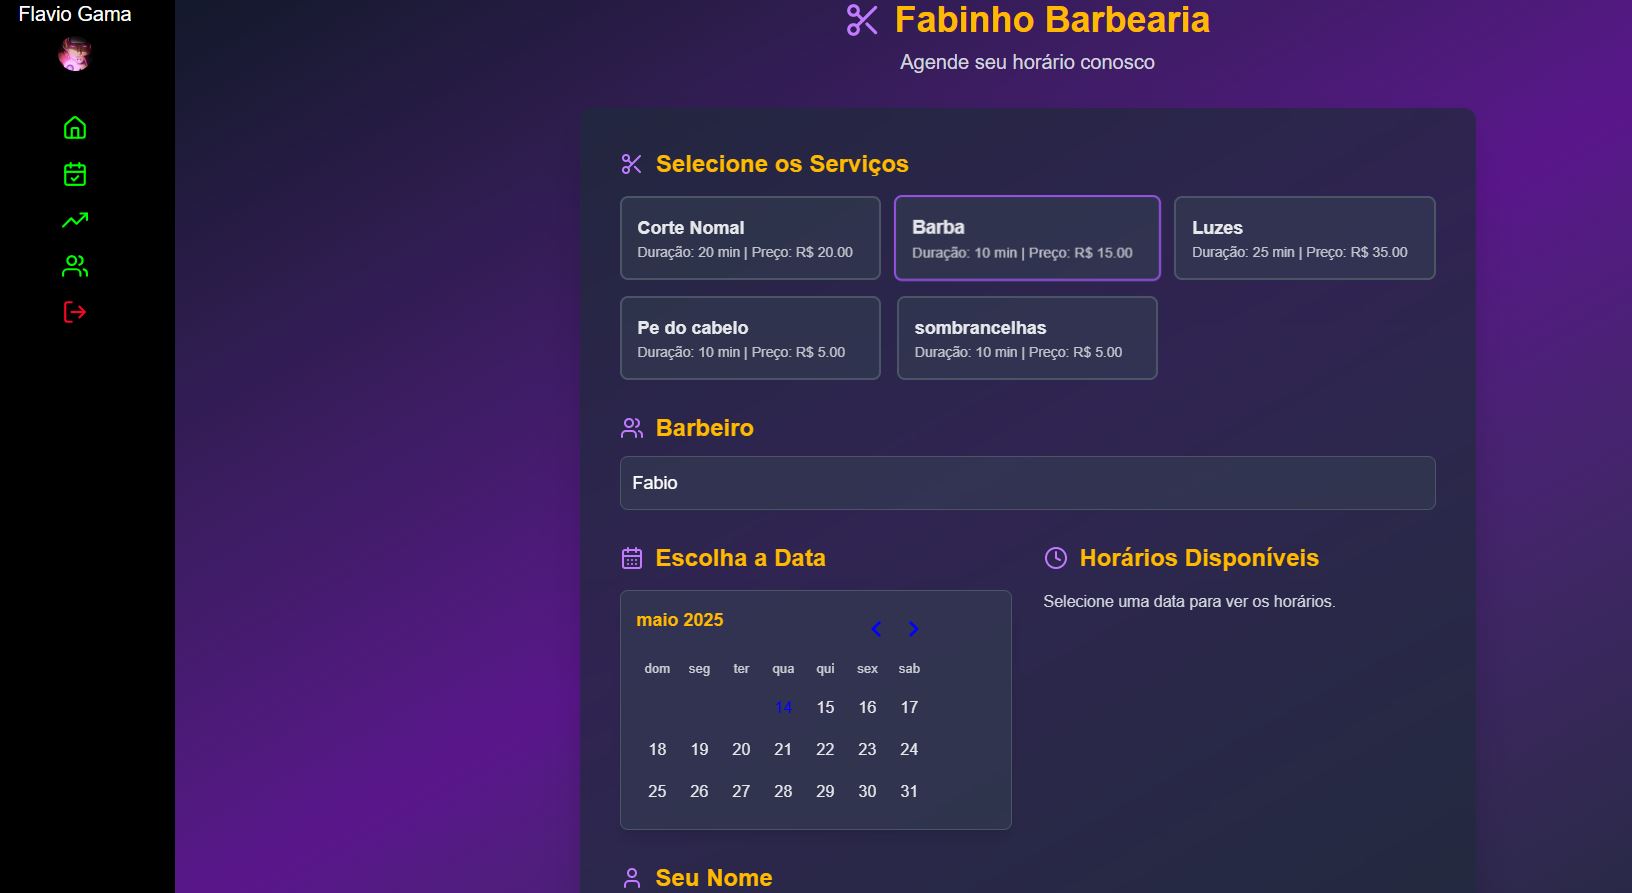 Flavio Gama
Fabinho Barbearia
Agende seu horário conosco
Selecione os Serviços
Corte Nomal
Duração: 20 min | Preço: R$ 20.00
Barba
Duração: 10 min | Preço: R$ 15.00
Luzes
Duração: 25 min | Preço: R$ 35.00
Pe do cabelo
Duração: 10 min | Preço: R$ 5.00
sombrancelhas
Duração: 10 min | Preço: R$ 5.00
Barbeiro
Fabio
Escolha a Data
maio 2025
dom seg ter qua qui sex sab
14 15 16 17
18 19 20 21 22 23 24
25 26 27 28 29 30 31
Horários Disponíveis
Selecione uma data para ver os horários.
Seu Nome